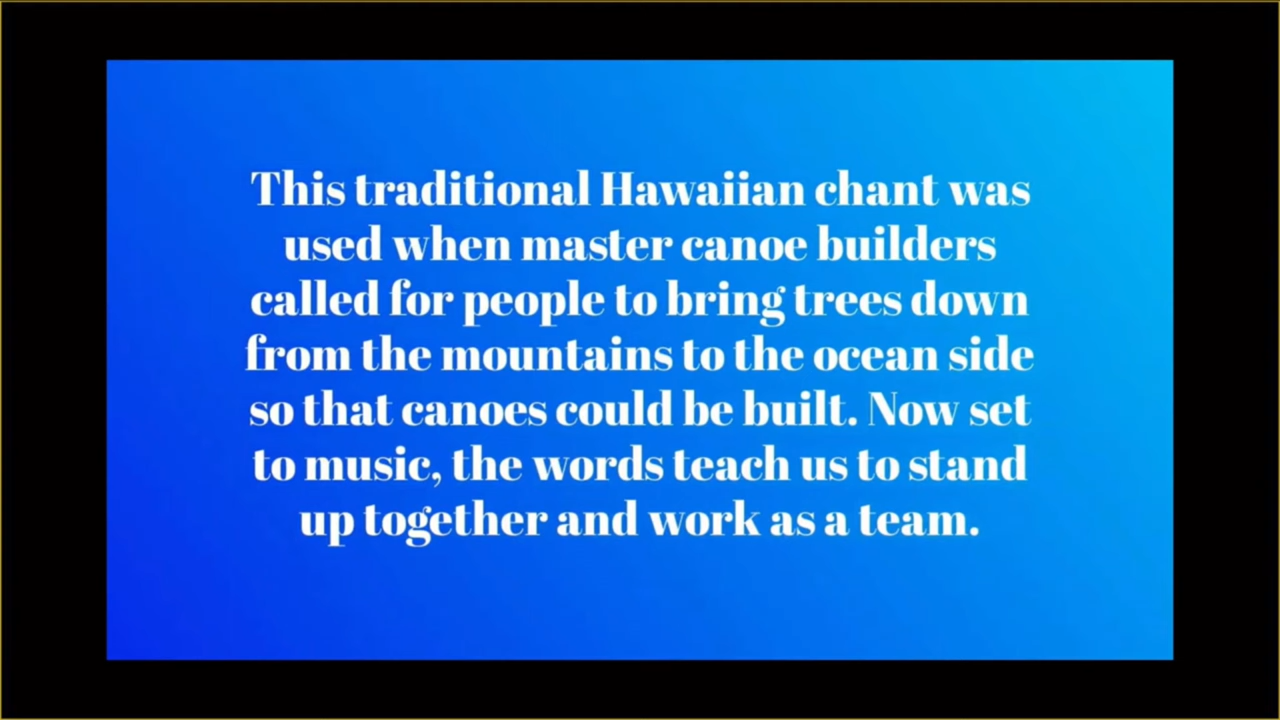 This traditional Hawaiian chant was
used when master canoe builders
called for people to bring trees down
from the mountains to the ocean side
so that canoes could be built. Now set
to music, the words teach us to stand
up together and work as a team.